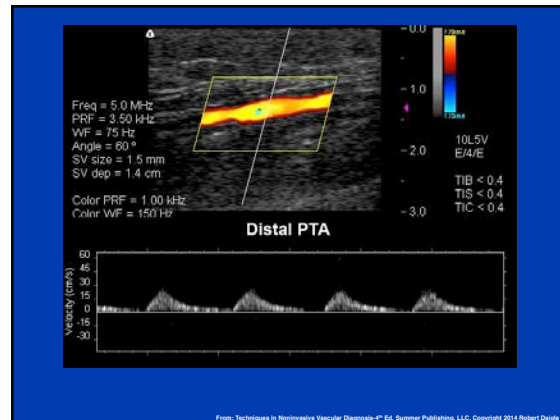 -0.0
-1.0
-2.0
-3.0
Freq = 5.0 MHz
PRF = 3.50 kHz
WF = 75 Hz
Angle = 60 º
SV size = 1.5 mm
SV dep = 1.4 cm
Color PRF = 1.00 kHz
Color WF = 150 Hz
10L5V
E/4/E
TIB < 0.4
TIS < 0.4
TIC < 0.4
Distal PTA
Velocity (cm/s)
60
45
30
15
0
-15
-30
From: Techniques in Noninvasive Vascular Diagnosis-4th Ed. Summer Publishing, LLC. Copyright 2014 Robert Daigle